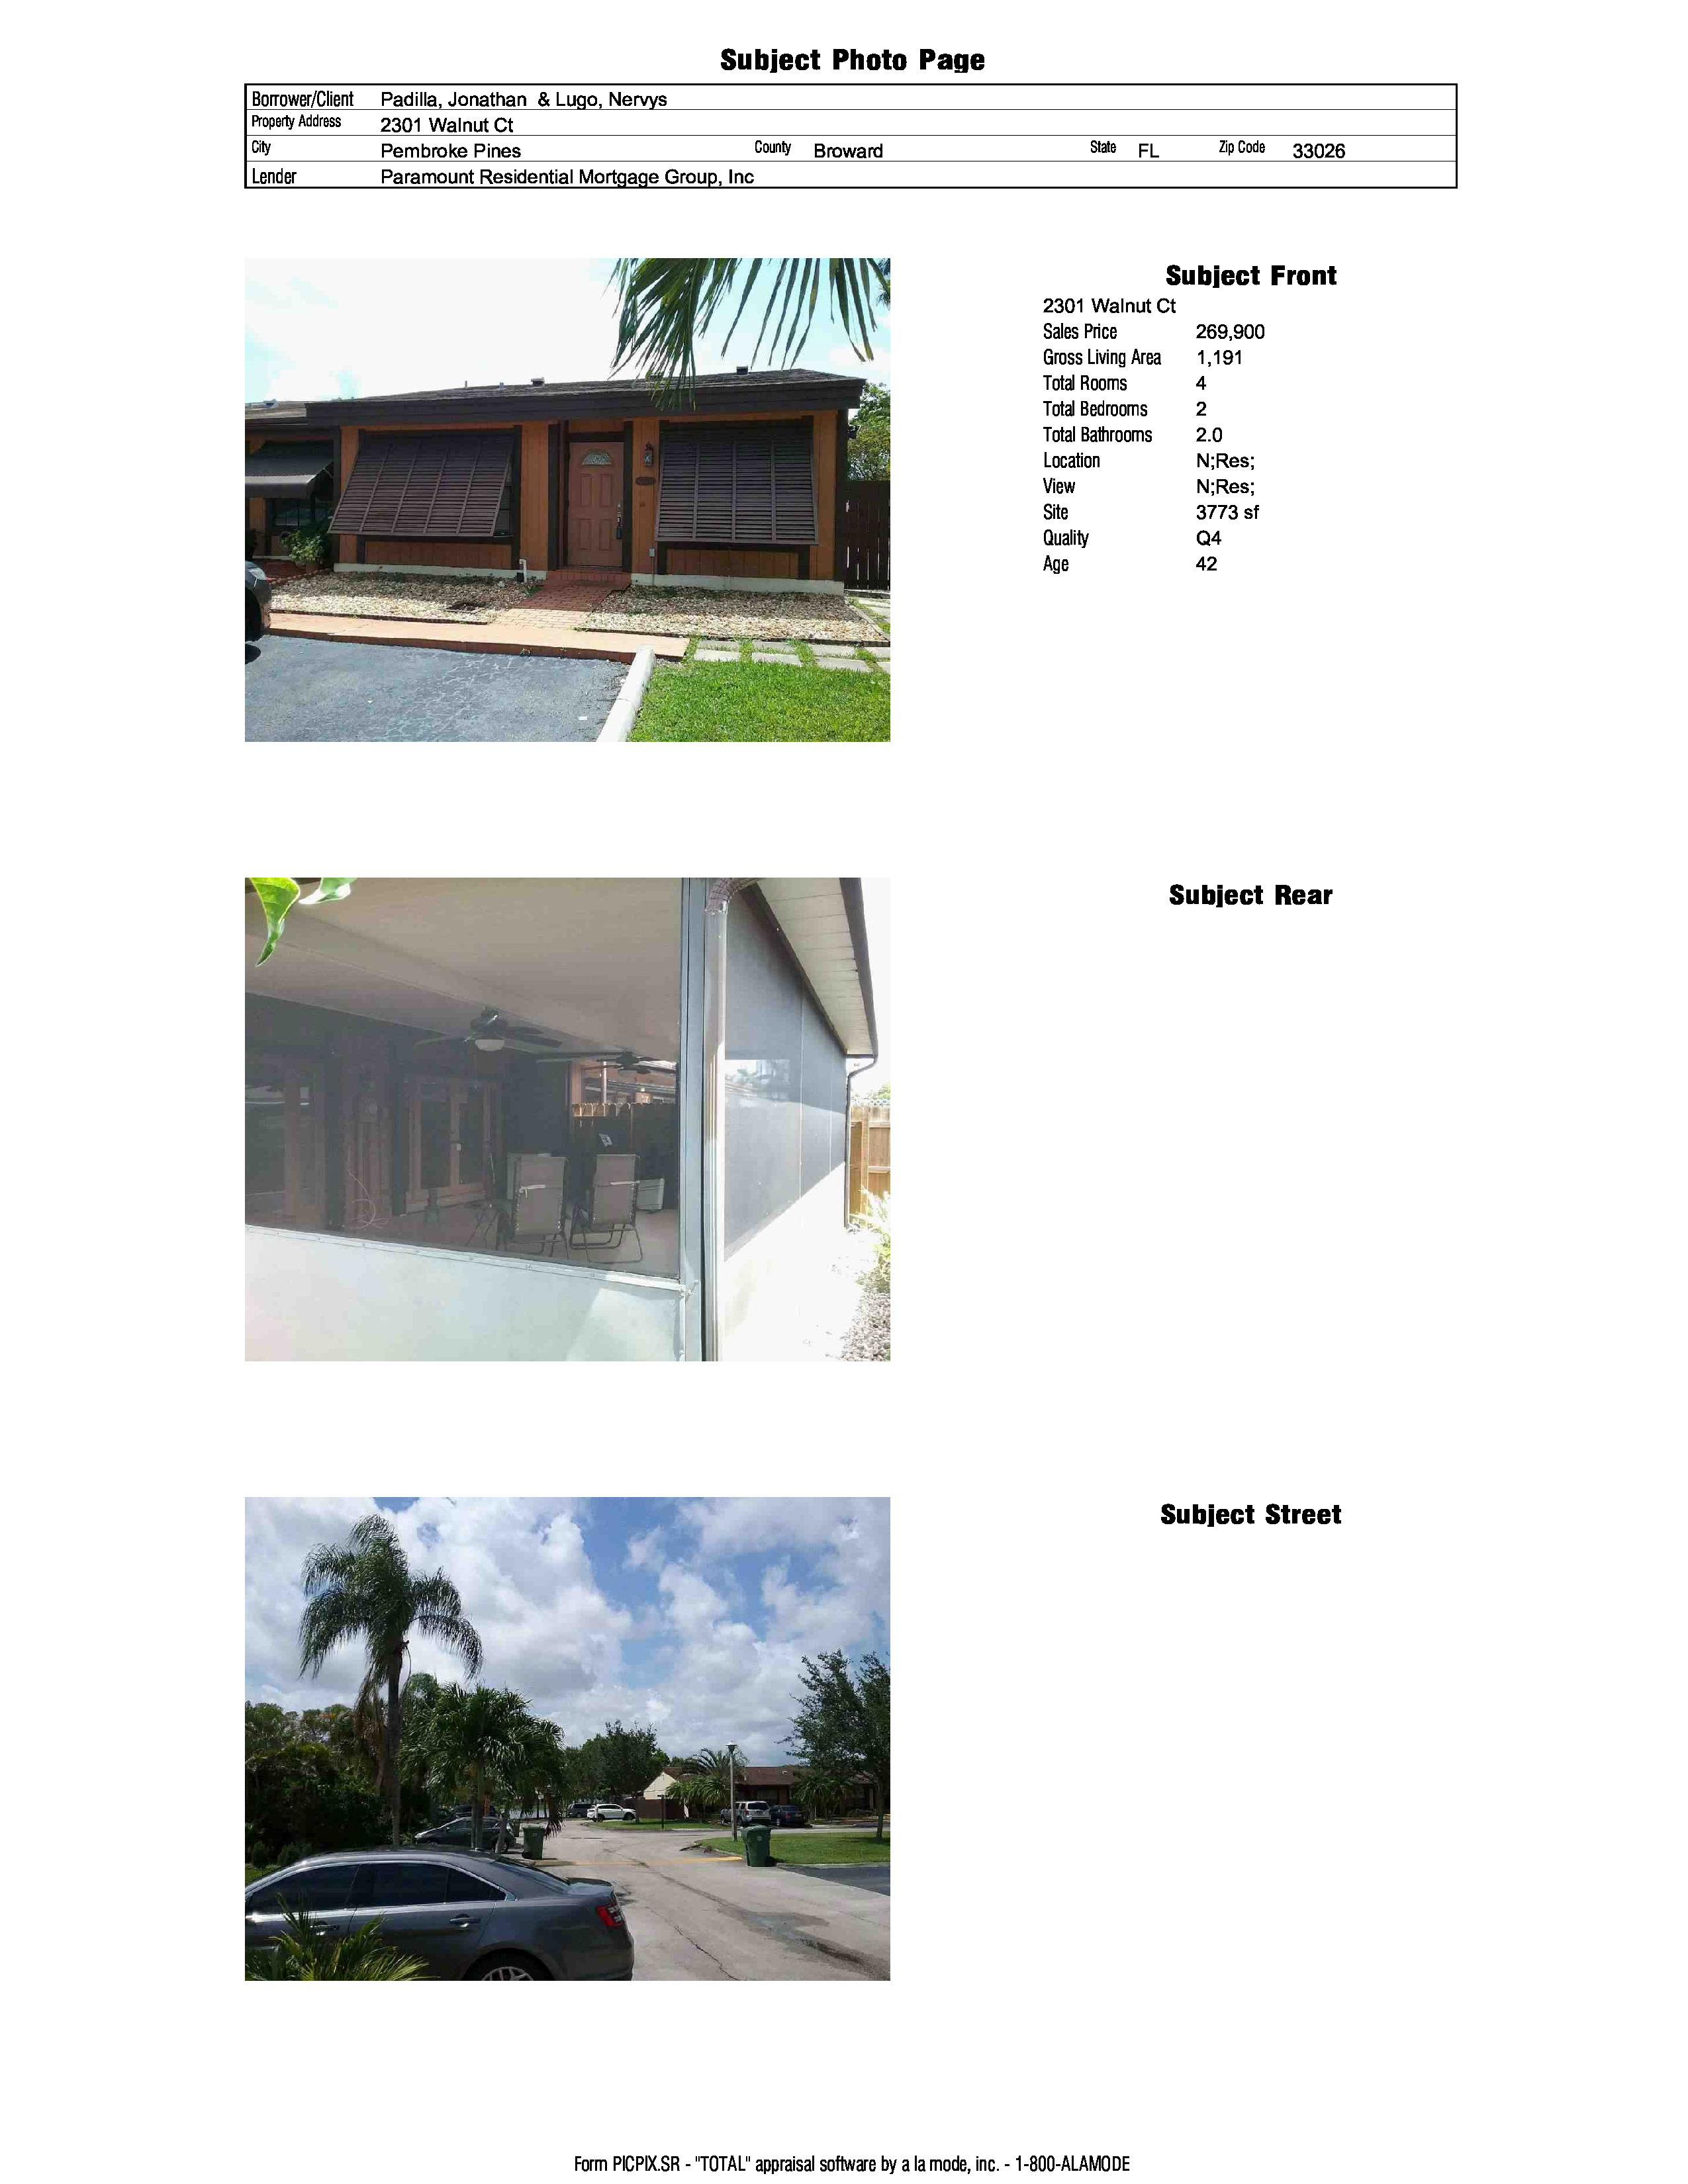 Subject Photo Page
Borrower/Client Padilla, Jonathan & Lugo, Nervys
Property Address 2301 Walnut Ct
City Pembroke Pines County Broward State FL Zip Code 33026
Lender Paramount Residential Mortgage Group, Inc
Subject Front
2301 Walnut Ct
Sales Price 269,900
Gross Living Area 1,191
Total Rooms 4
Total Bedrooms 2
Total Bathrooms 2.0
Location N;Res;
View N;Res;
Site 3773 sf
Quality Q4
Age 42
Subject Rear
Subject Street
Form PICPIX.SR - "TOTAL" appraisal software by a la mode, inc. - 1-800-ALAMODE